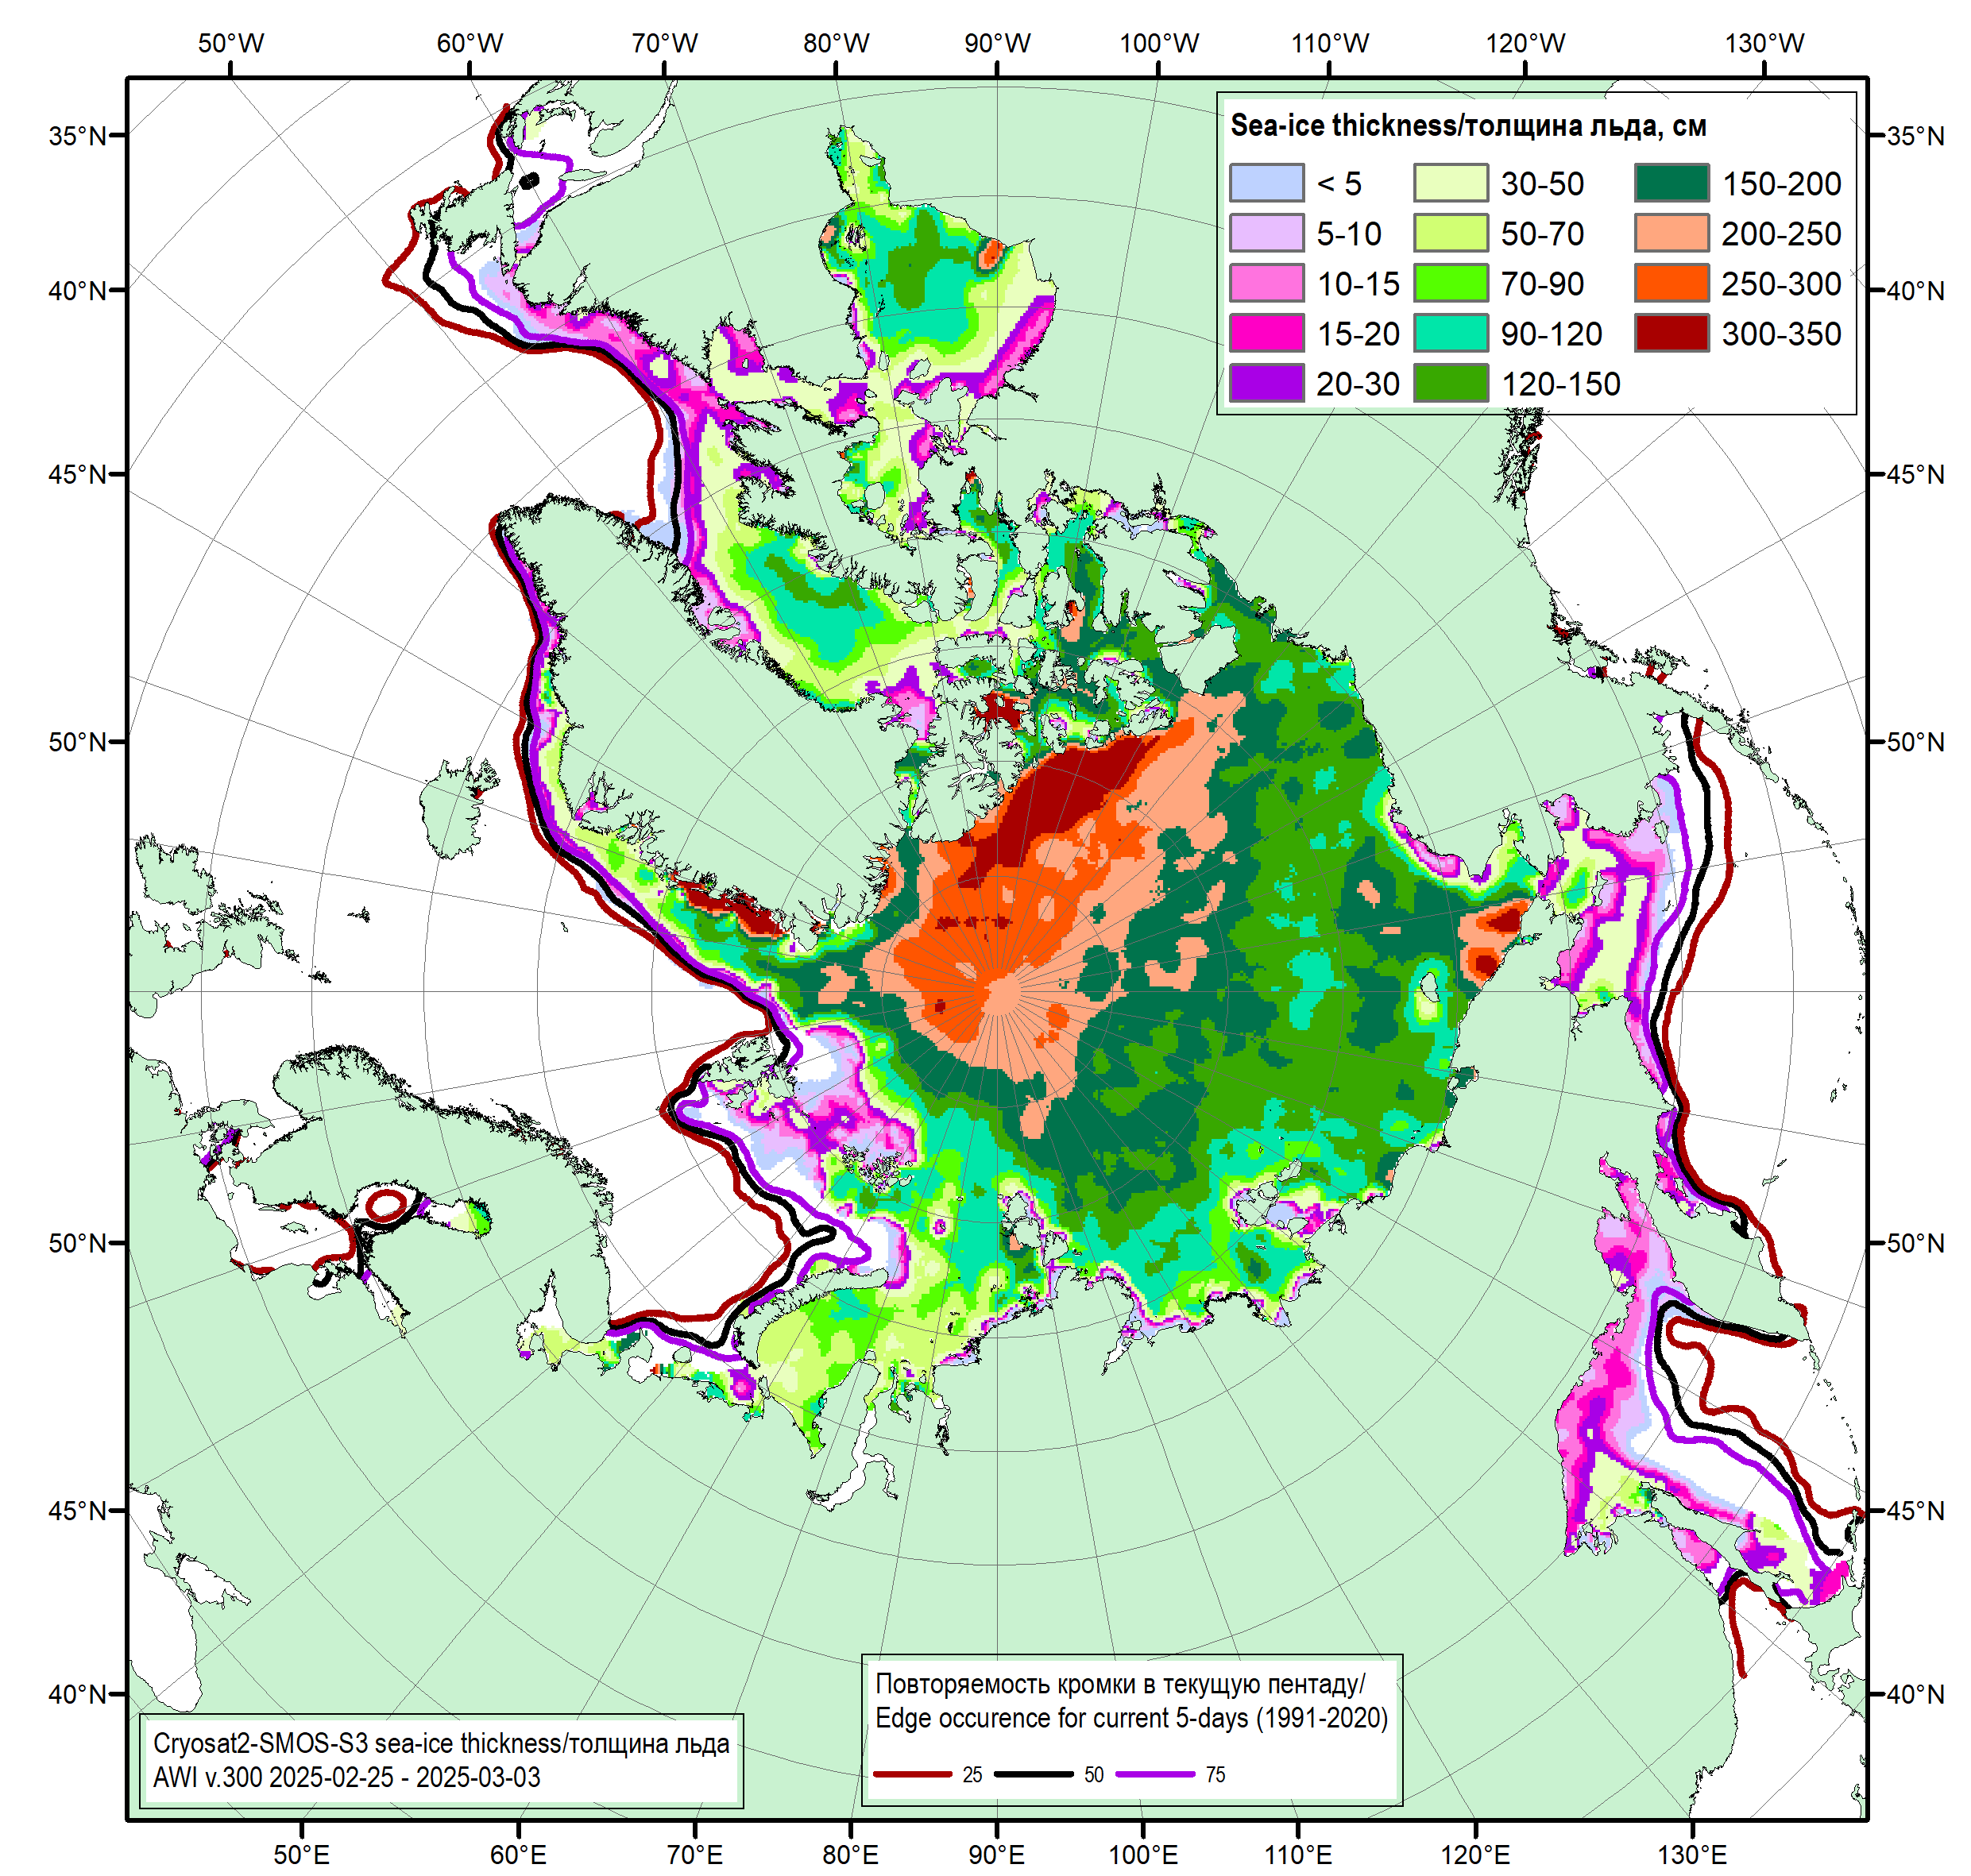 50°W 60°W 70°W 80°W 90°W 100°W 110°W 120°W 130°W
35°N 35°N
40°N 40°N
45°N 45°N
50°N 50°N
50°N 50°N
45°N 45°N
40°N 40°N
Sea-ice thickness/толщина льда, см
< 5 30-50 150-200
5-10 50-70 200-250
10-15 70-90 250-300
15-20 90-120 300-350
20-30 120-150
Повторяемость кромки в текущую пентаду/
Edge occurence for current 5-days (1991-2020)
25 50 75
Cryosat2-SMOS-S3 sea-ice thickness/толщина льда
AWI v.300 2025-02-25 - 2025-03-03
50°E 60°E 70°E 80°E 90°E 100°E 110°E 120°E 130°E